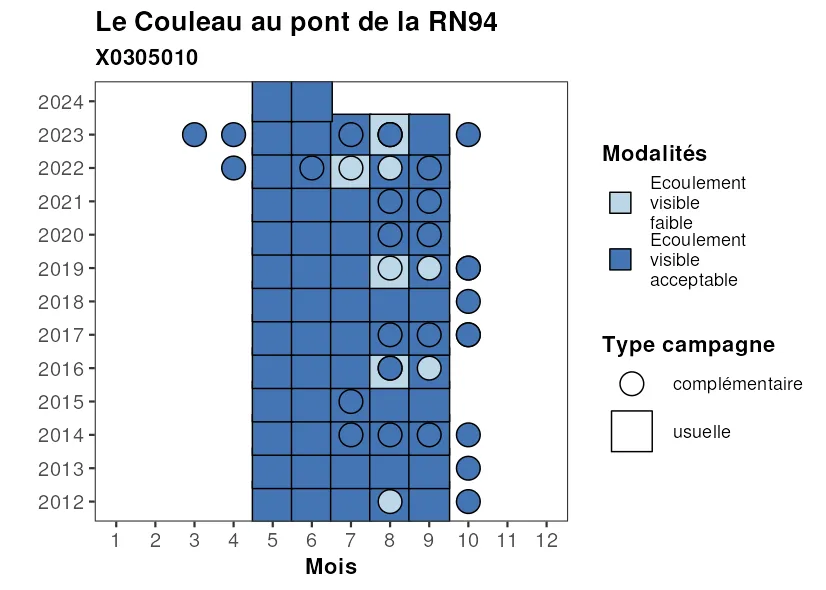 Le Couleau au pont de la RN94
X0305010
2024
2023
2022
2021
2020
2019
2018
2017
2016
2015
2014
2013
2012
1 2 3 4 5 6 7 8 9 10 11 12
Mois
Modalités
Ecoulement
visible
faible
Ecoulement
visible
acceptable
Type campagne
complémentaire
usuelle